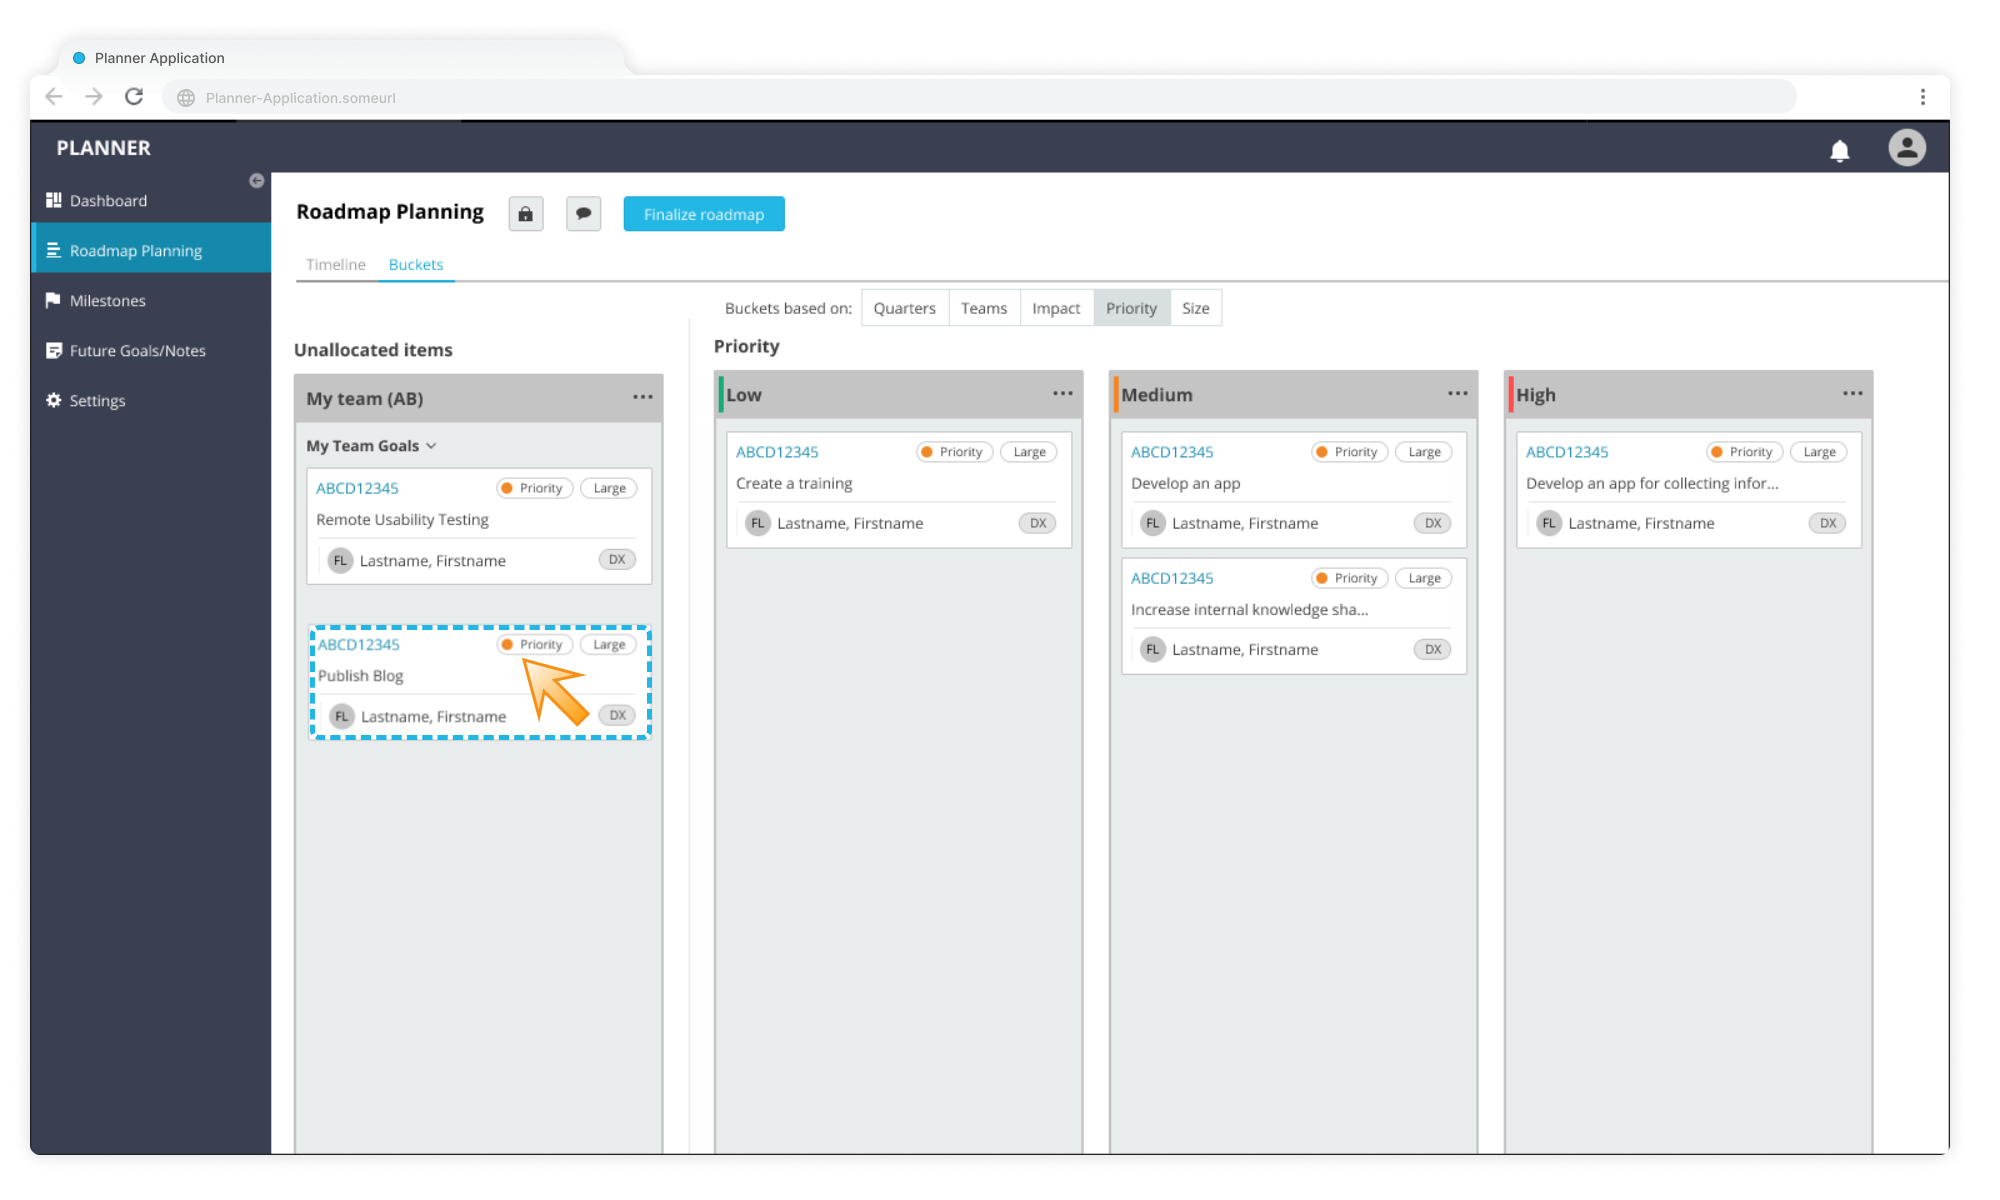 Planner Application
Planner-Application.someurl
PLANNER
Dashboard
Roadmap Planning
Milestones
Future Goals/Notes
Settings
Roadmap Planning
Finalize roadmap
Timeline Buckets
Buckets based on: Quarters Teams Impact Priority Size
Unallocated items
My team (AB) ...
My Team Goals
ABCD12345 Priority Large
Remote Usability Testing
FL Lastname, Firstname DX
ABCD12345 Priority Large
Publish Blog
FL Lastname, Firstname DX
Priority
Low ...
ABCD12345 Priority Large
Create a training
FL Lastname, Firstname DX
Medium ...
ABCD12345 Priority Large
Develop an app
FL Lastname, Firstname DX
ABCD12345 Priority Large
Increase internal knowledge sha...
FL Lastname, Firstname DX
High ...
ABCD12345 Priority Large
Develop an app for collecting infor...
FL Lastname, Firstname DX